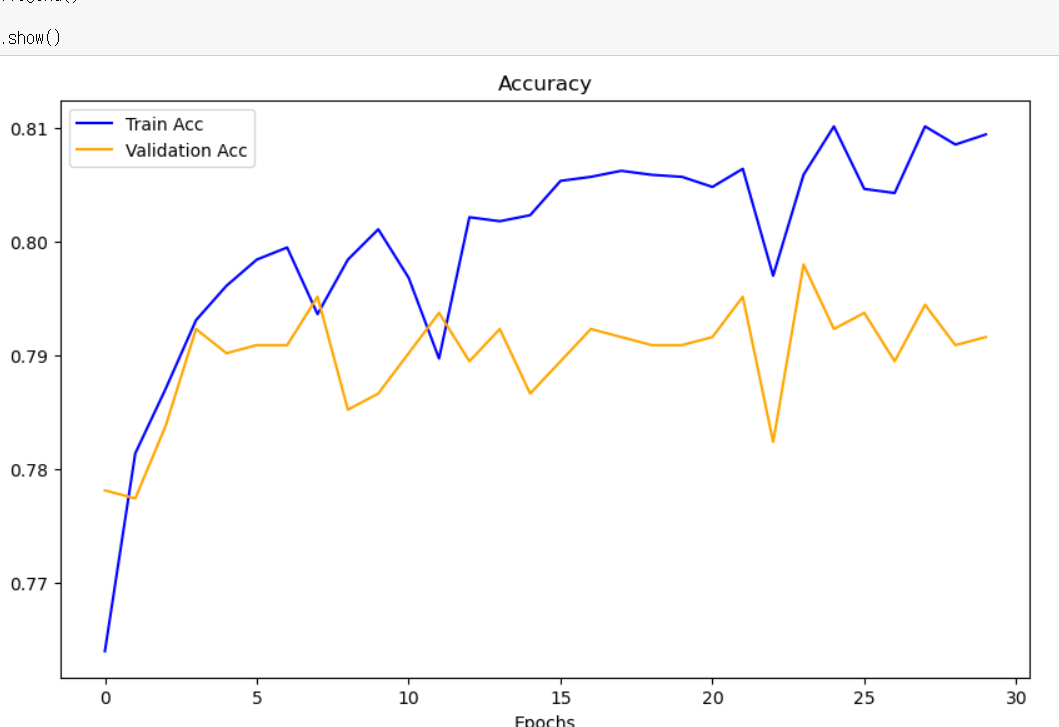 .show()
Accuracy
Train Acc
Validation Acc
0.81
0.80
0.79
0.78
0.77
0 5 10 15 20 25 30
Epochs